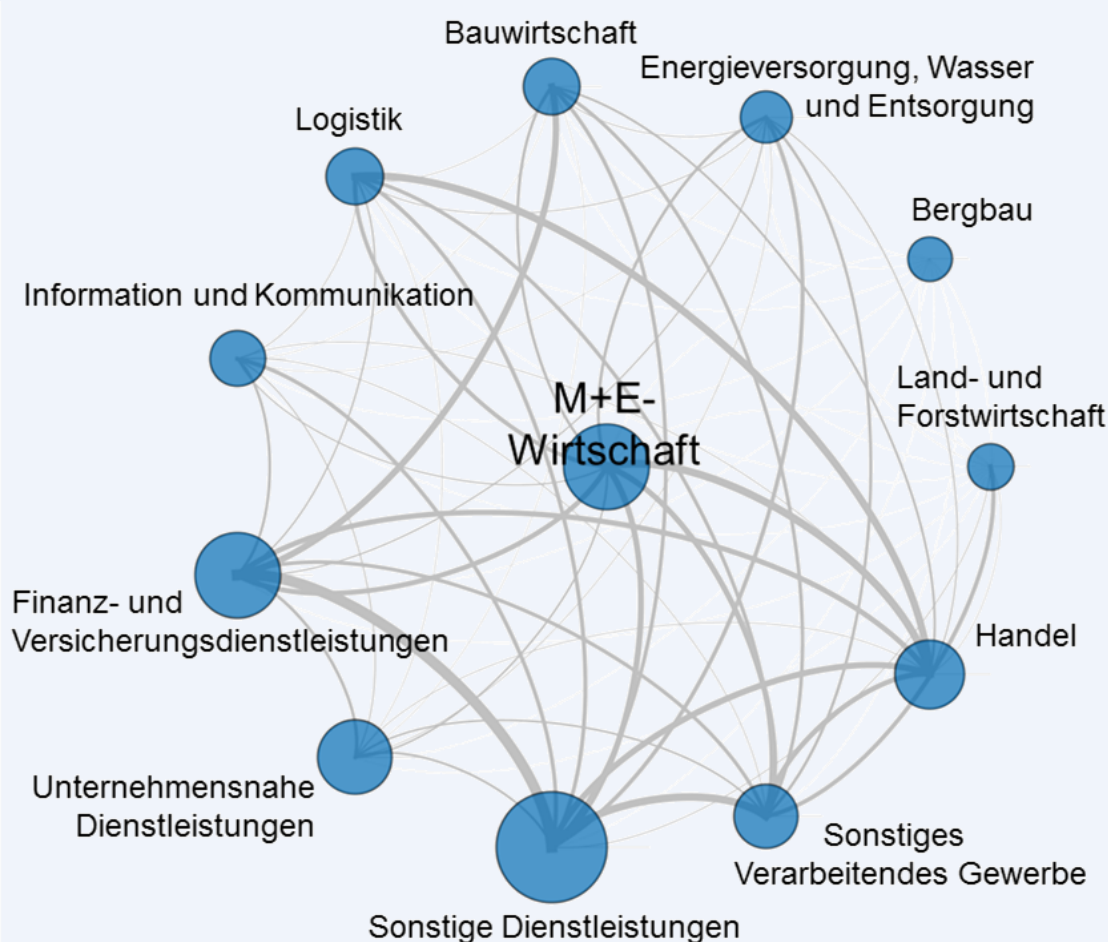 Bauwirtschaft
Energieversorgung, Wasser
und Entsorgung
Logistik
Bergbau
Information und Kommunikation
Land- und
Forstwirtschaft
M+E-
Wirtschaft
Finanz- und
Versicherungsdienstleistungen
Handel
Unternehmensnahe
Dienstleistungen
Sonstiges
Verarbeitendes Gewerbe
Sonstige Dienstleistungen